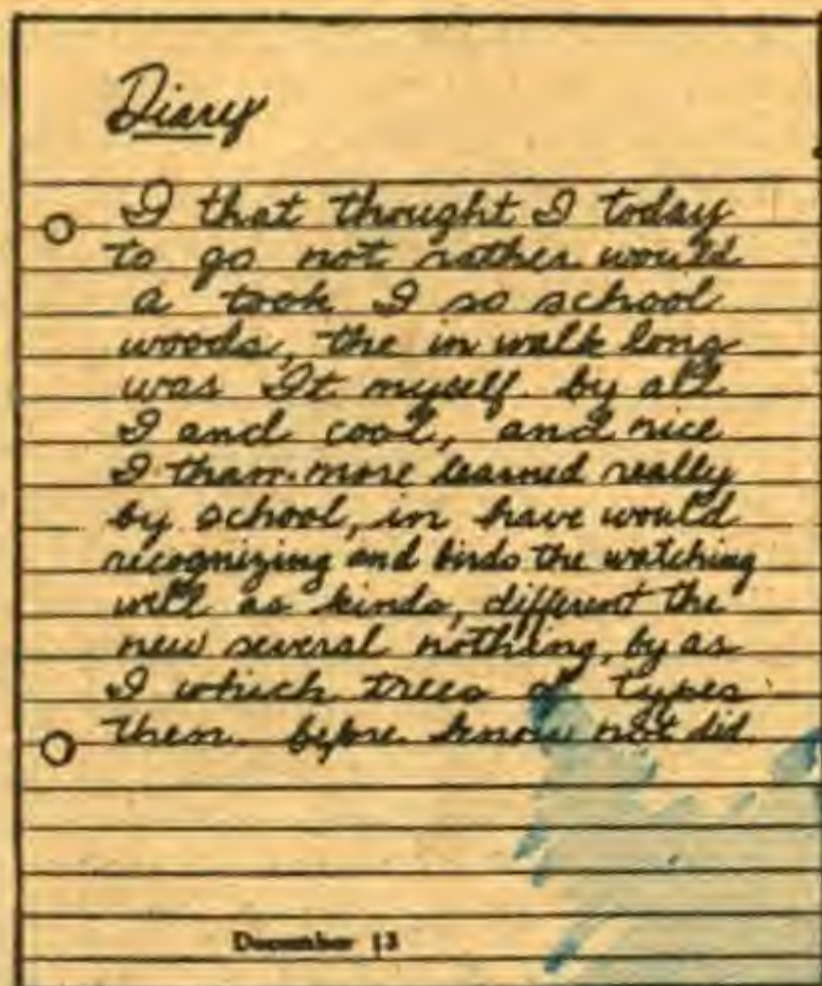 Diary
I that thought I today
to go not rather would
a took I so school
woods, the in walk long
was It myself. by all
I and cool, and nice
I than more learned really
by school, in have would
recognizing and birds the watching
well as kinds, different the
new several nothing, by as
I which trees of types
then. before know not did
December 13